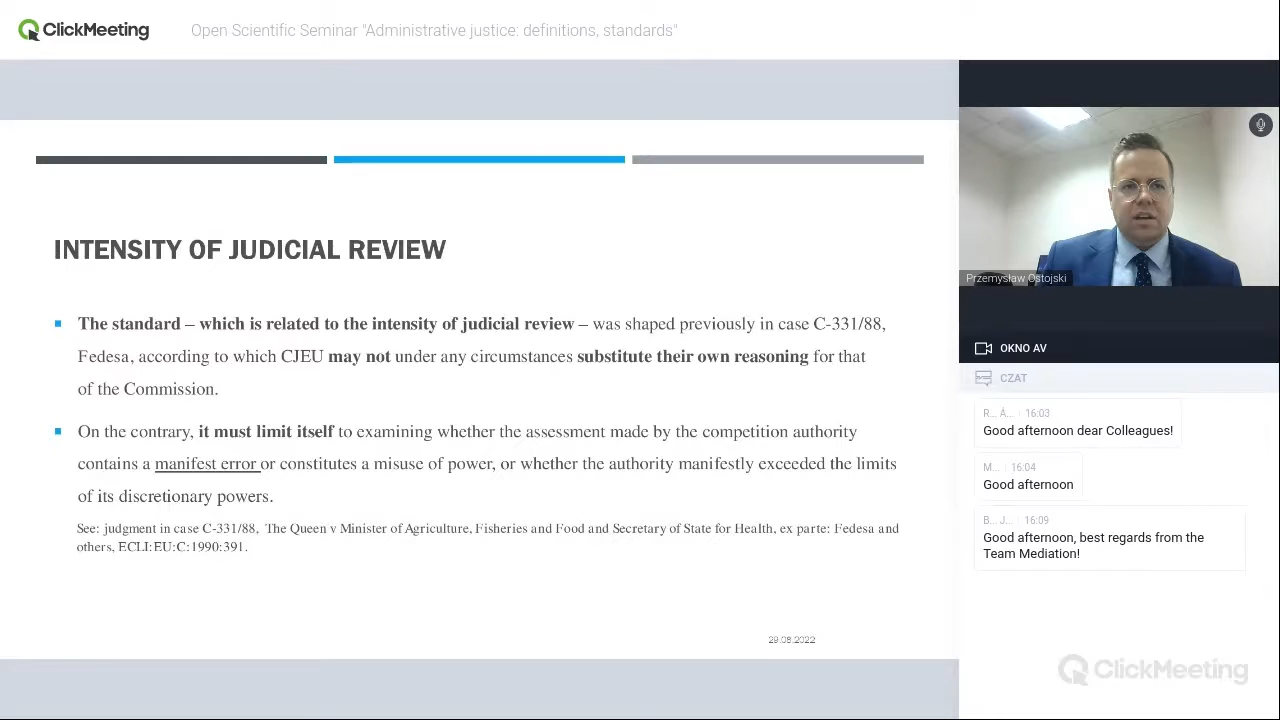 ClickMeeting
Open Scientific Seminar "Administrative justice: definitions, standards"
INTENSITY OF JUDICIAL REVIEW
The standard – which is related to the intensity of judicial review – was shaped previously in case C-331/88,
Fedesa, according to which CJEU may not under any circumstances substitute their own reasoning for that
of the Commission.
On the contrary, it must limit itself to examining whether the assessment made by the competition authority
contains a manifest error or constitutes a misuse of power, or whether the authority manifestly exceeded the limits
of its discretionary powers.
See: judgment in case C-331/88, The Queen v Minister of Agriculture, Fisheries and Food and Secretary of State for Health, ex parte: Fedesa and
others, ECLI:EU:C:1990:391.
29.08.2022
Przemysław Ostojski
OKNO AV
CZAT
R... Á... 16:03
Good afternoon dear Colleagues!
M... 16:04
Good afternoon
B... J... 16:09
Good afternoon, best regards from the
Team Mediation!
ClickMeeting